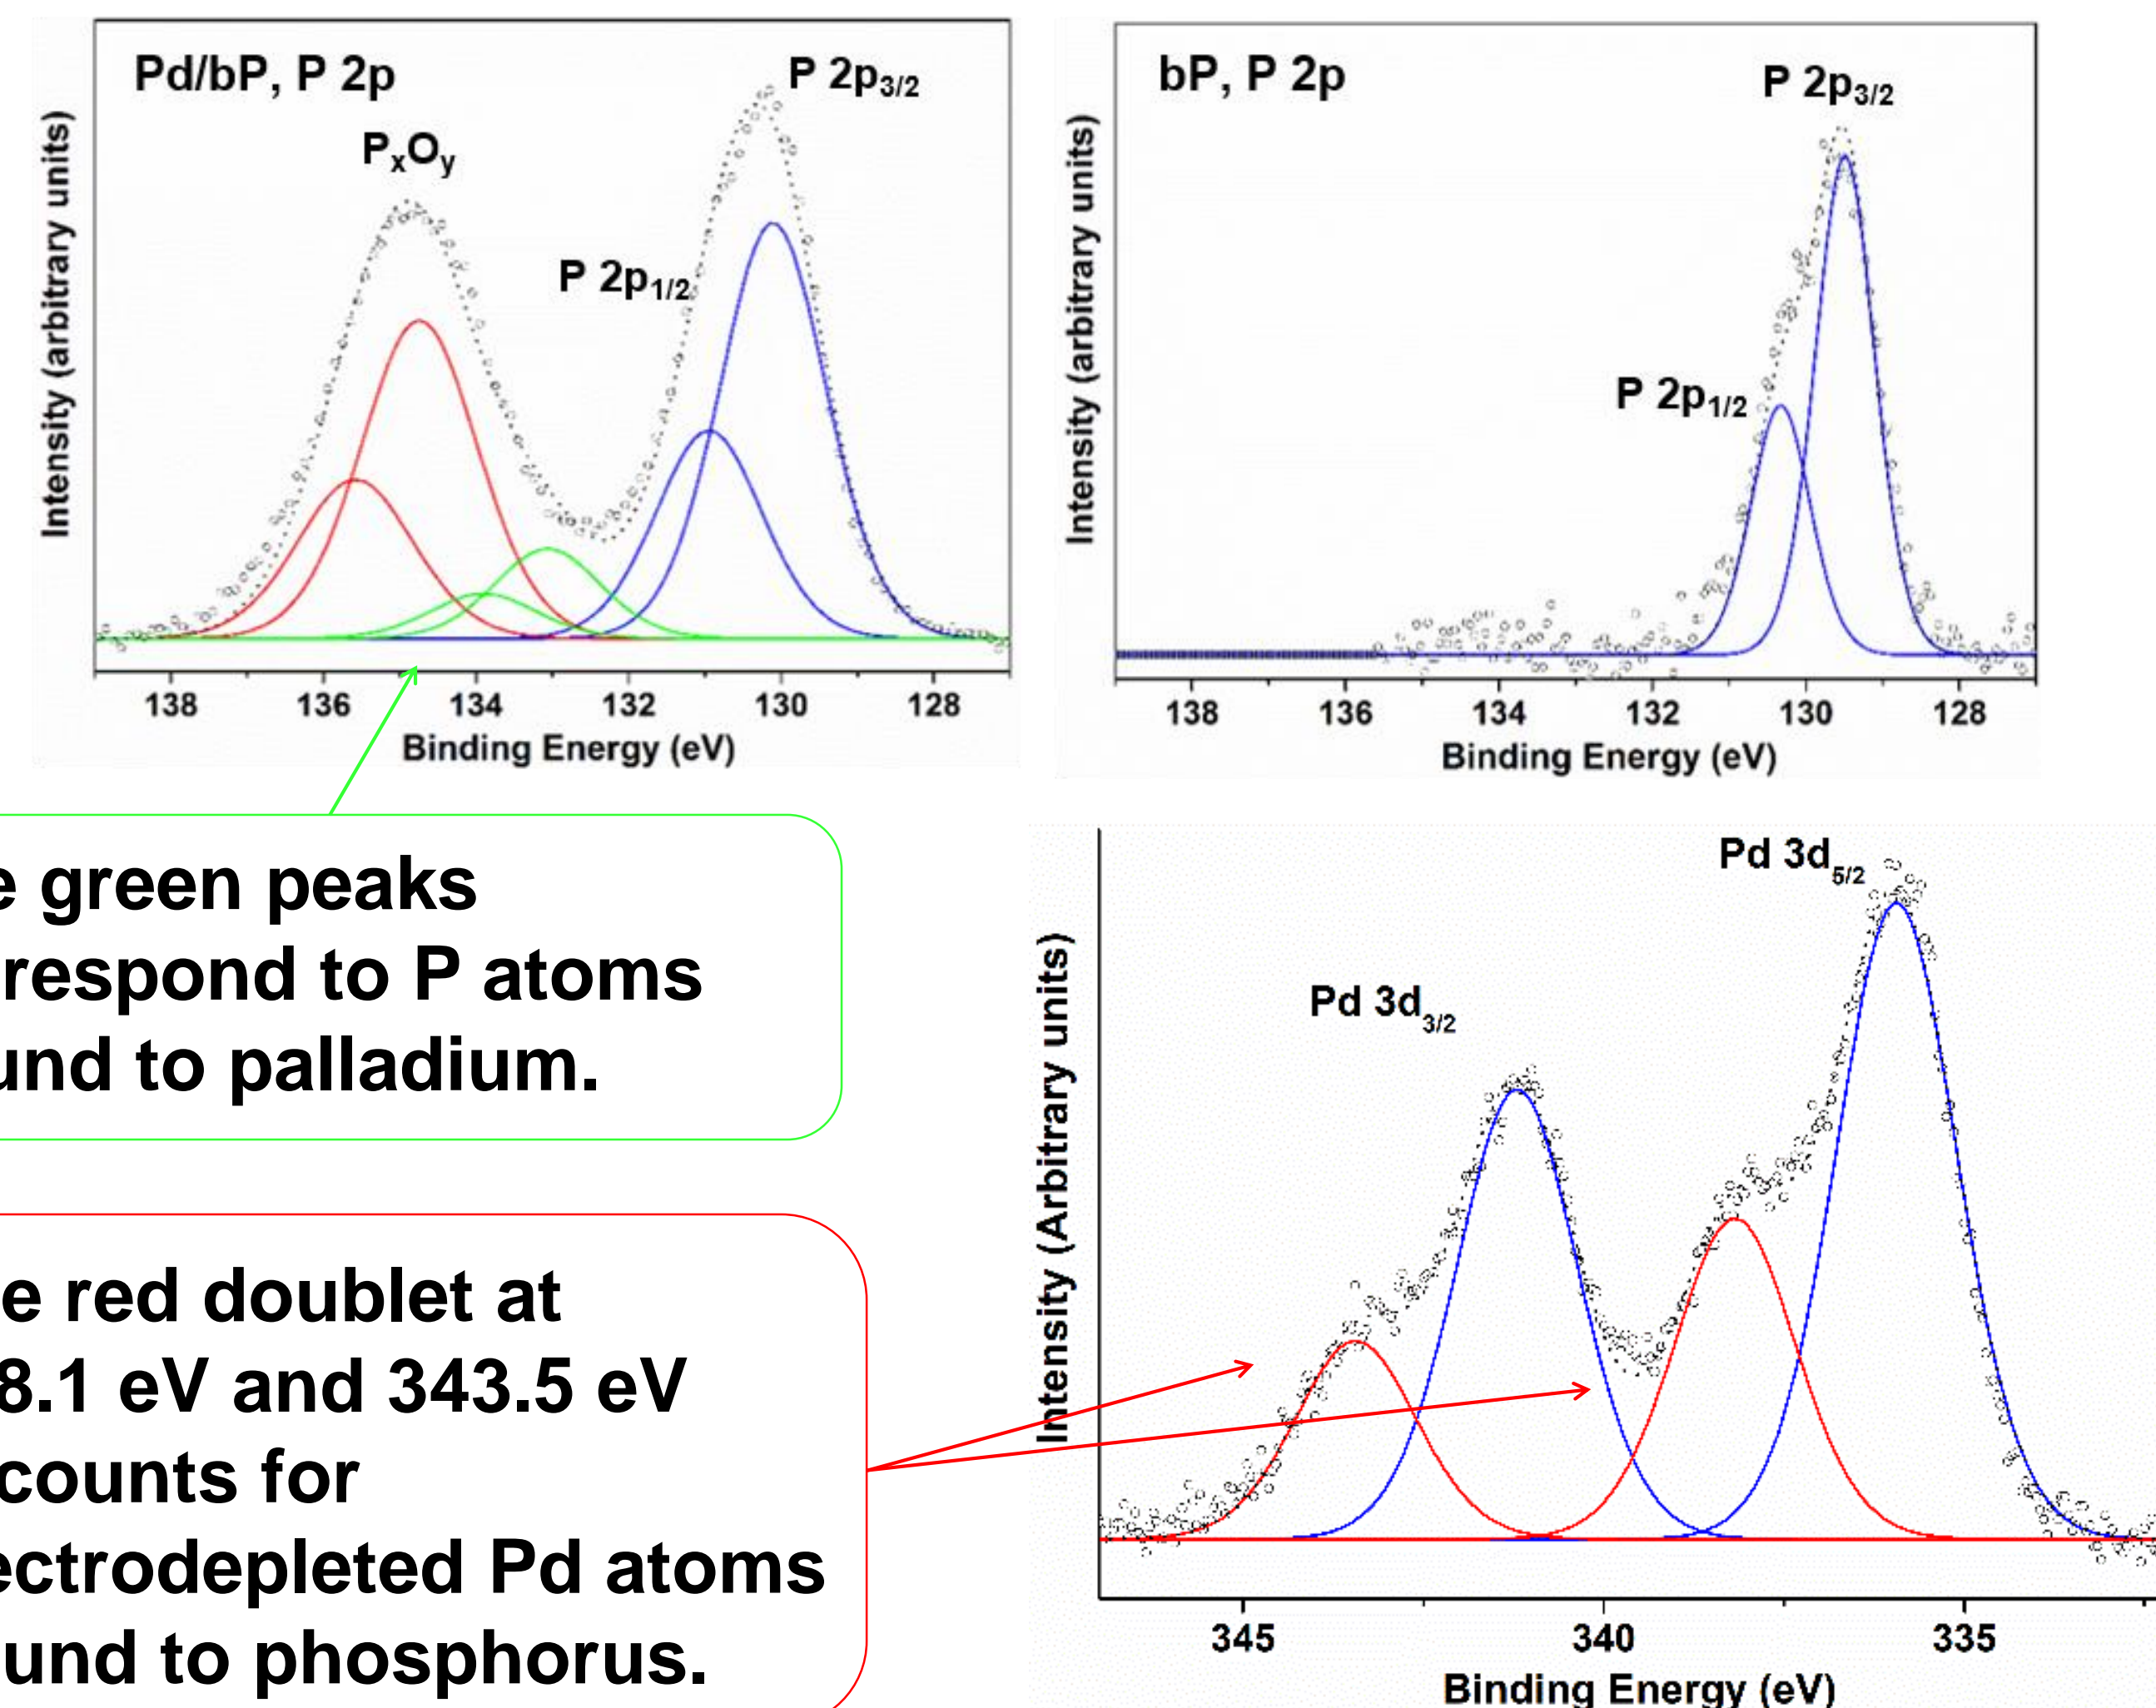 Pd/bP, P 2p
P 2p3/2
PxOy
P 2p1/2
Intensity (arbitrary units)
138 136 134 132 130 128
Binding Energy (eV)
bP, P 2p
P 2p3/2
P 2p1/2
Intensity (arbitrary units)
138 136 134 132 130 128
Binding Energy (eV)
e green peaks
respond to P atoms
und to palladium.
e red doublet at
8.1 eV and 343.5 eV
counts for
ectrodepleted Pd atoms
und to phosphorus.
Pd 3d5/2
Pd 3d3/2
Intensity (Arbitrary units)
345 340 335
Binding Energy (eV)